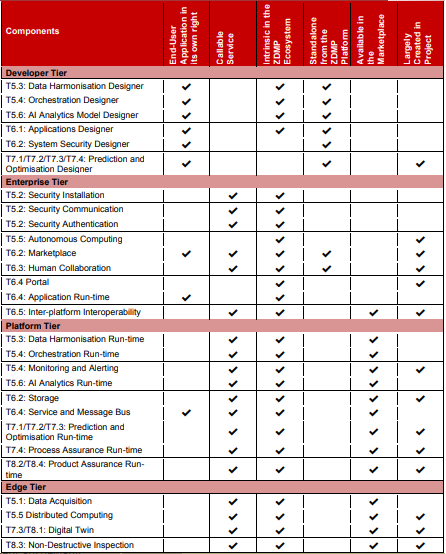 Components
End-User
Application in
its own right
Callable
Service
Intrinsic in the
ZDMP
Ecosystem
Standalone
from the
ZDMP
Platform
Available in
the
Marketplace
Largely
Created in
Project
Developer Tier
T5.3: Data Harmonisation Designer ✔ ✔ ✔
T5.4: Orchestration Designer ✔ ✔ ✔
T5.6: AI Analytics Model Designer ✔ ✔ ✔
T6.1: Applications Designer ✔ ✔ ✔
T6.2: System Security Designer ✔ ✔
T7.1/T7.2/T7.3/T7.4: Prediction and
Optimisation Designer ✔ ✔ ✔
Enterprise Tier
T5.2: Security Installation ✔ ✔
T5.2: Security Communication ✔ ✔
T5.2: Security Authentication ✔ ✔
T5.5: Autonomous Computing ✔ ✔
T6.2: Marketplace ✔ ✔ ✔ ✔ ✔
T6.3: Human Collaboration ✔ ✔ ✔ ✔
T6.4 Portal ✔ ✔
T6.4: Application Run-time ✔ ✔
T6.5: Inter-platform Interoperability ✔ ✔ ✔ ✔
Platform Tier
T5.3: Data Harmonisation Run-time ✔ ✔ ✔
T5.4: Orchestration Run-time ✔ ✔ ✔
T5.4: Monitoring and Alerting ✔ ✔ ✔ ✔
T5.6: AI Analytics Run-time ✔ ✔ ✔
T6.2: Storage ✔ ✔ ✔ ✔
T6.4: Service and Message Bus ✔ ✔ ✔ ✔
T7.1/T7.2/T7.3: Prediction and
Optimisation Run-time ✔ ✔ ✔ ✔
T7.4: Process Assurance Run-time ✔ ✔ ✔ ✔
T8.2/T8.4: Product Assurance Run-
time ✔ ✔ ✔ ✔
Edge Tier
T5.1: Data Acquisition ✔ ✔ ✔
T5.5 Distributed Computing ✔ ✔ ✔ ✔
T7.3/T8.1: Digital Twin ✔ ✔ ✔ ✔
T8.3: Non-Destructive Inspection ✔ ✔ ✔ ✔